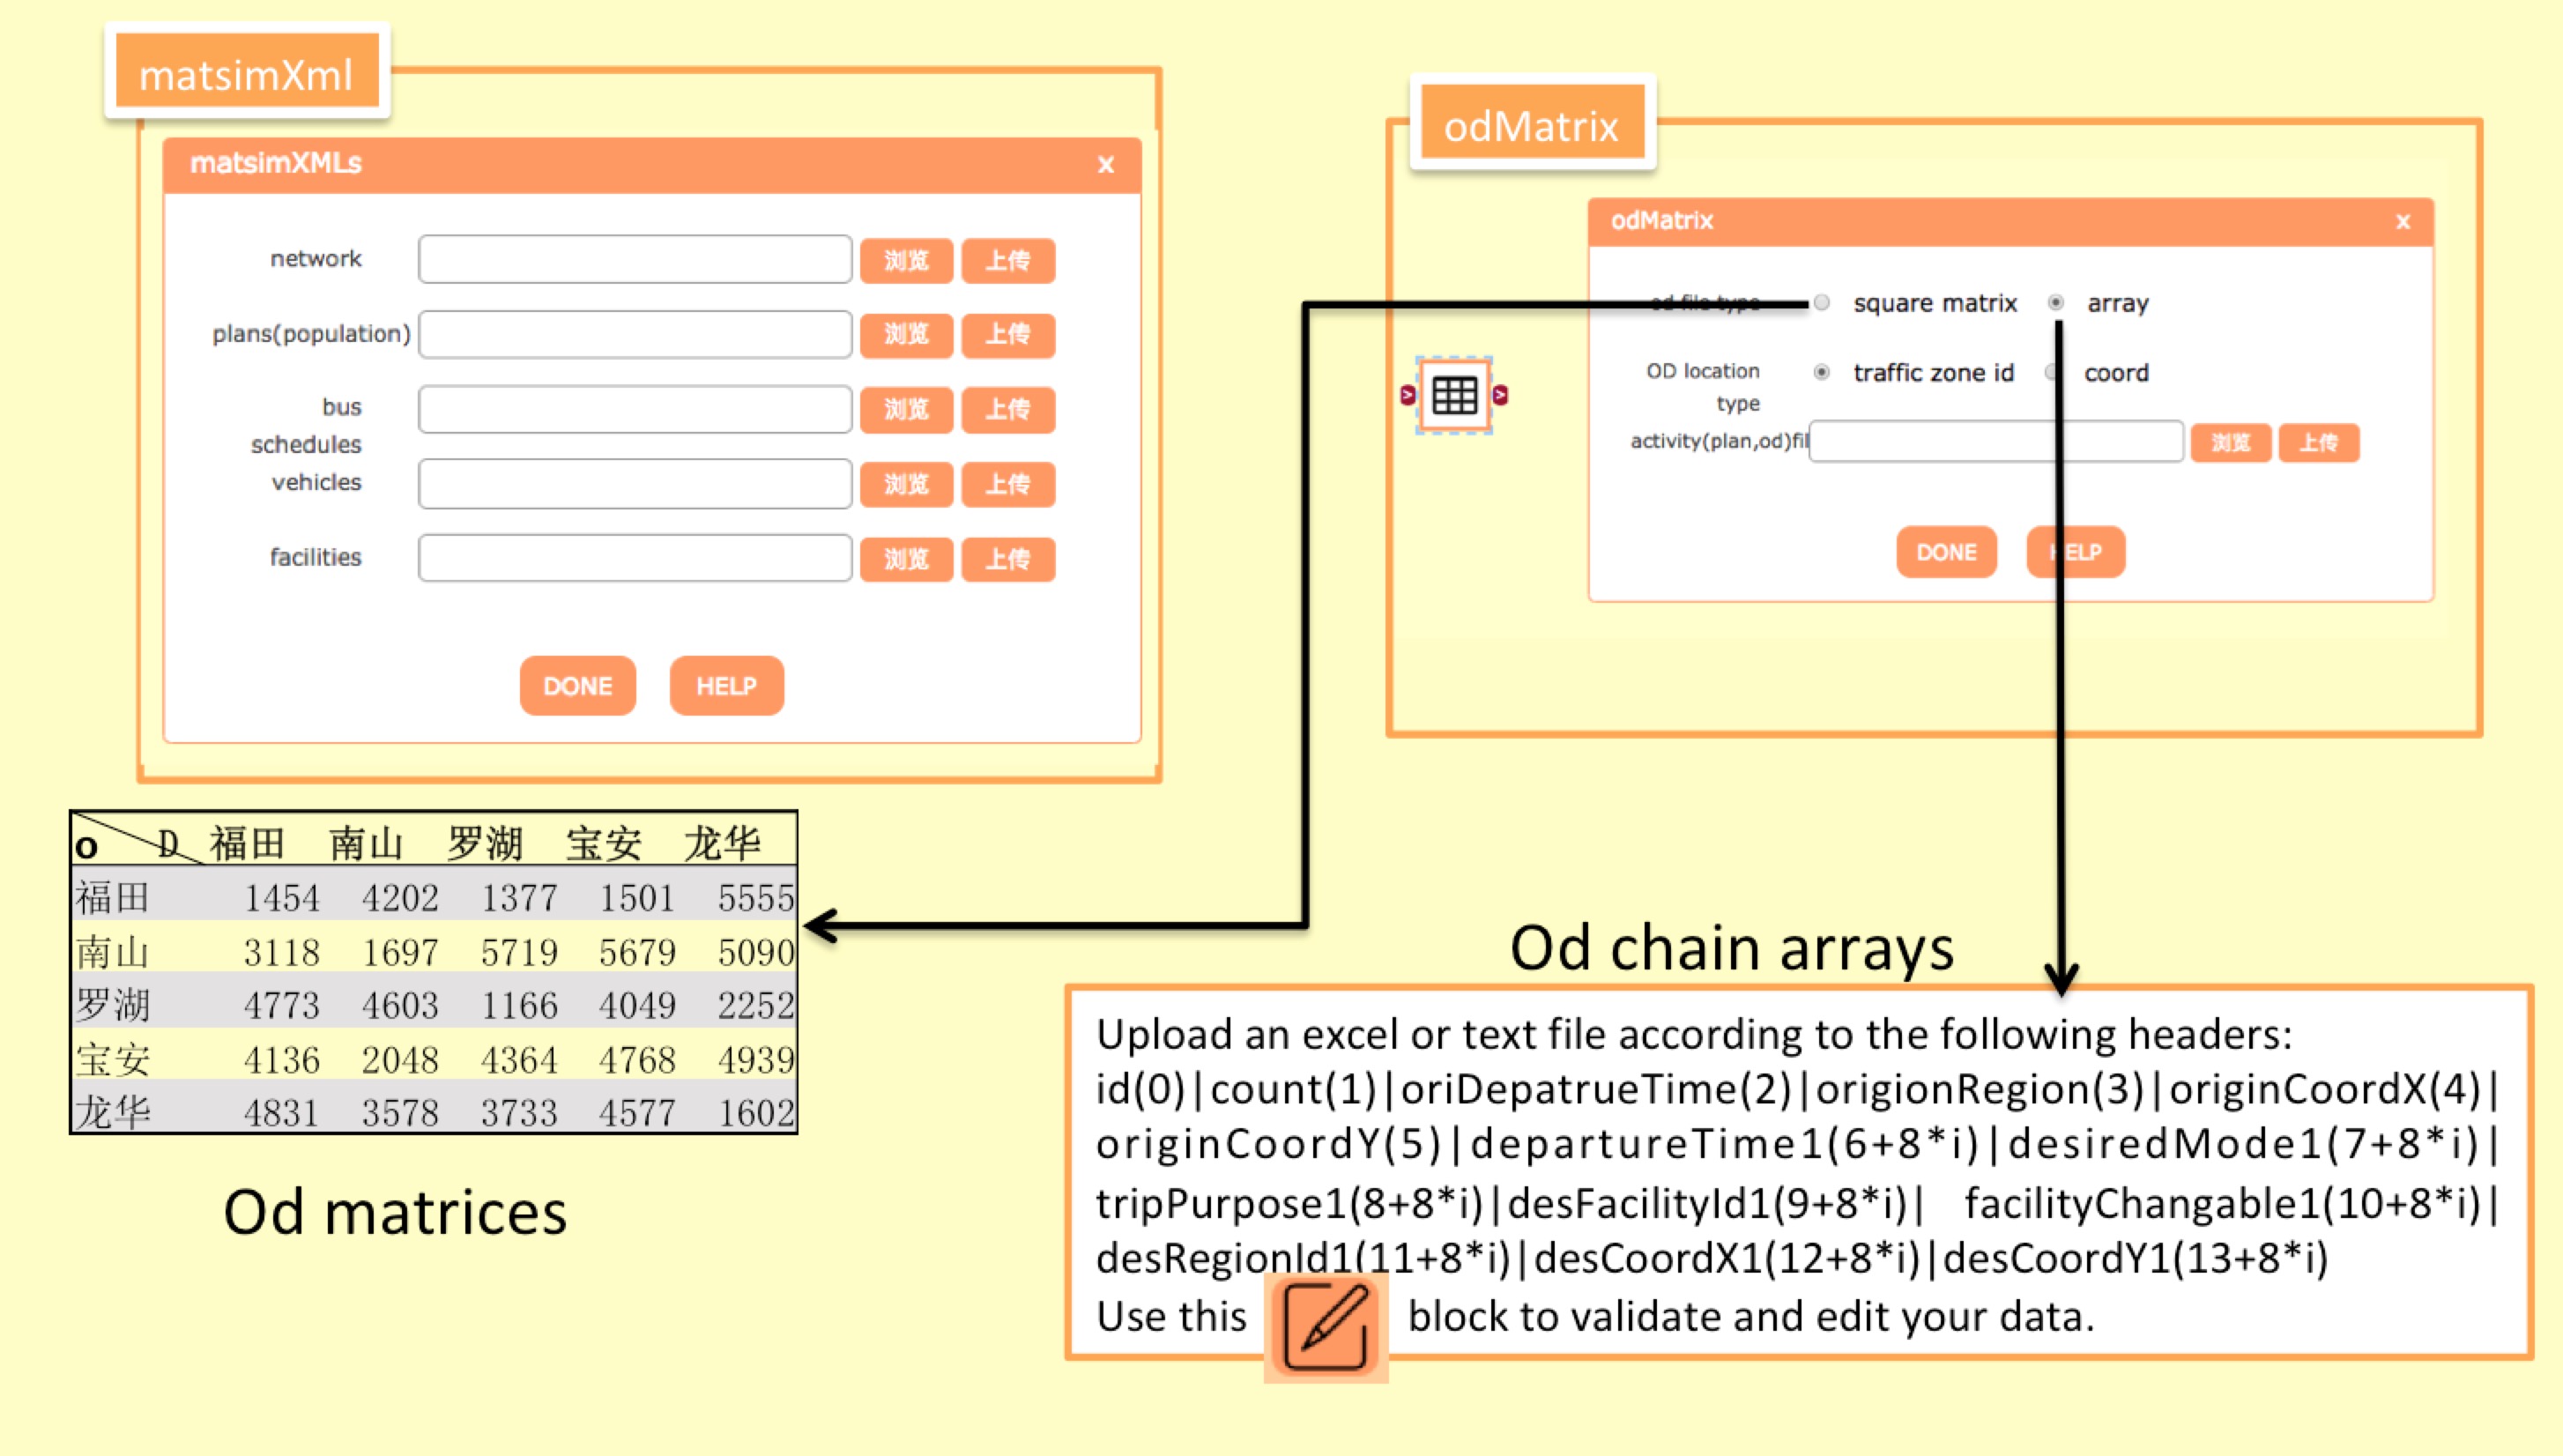 matsimXml
matsimXMLs x
network 浏览 上传
plans(population) 浏览 上传
bus 浏览 上传
schedules
vehicles 浏览 上传
facilities 浏览 上传
DONE HELP
odMatrix
odMatrix x
od file type square matrix array
OD location traffic zone id coord
type
activity(plan,od)fil 浏览 上传
DONE HELP
o D 福田 南山 罗湖 宝安 龙华
福田 1454 4202 1377 1501 5555
南山 3118 1697 5719 5679 5090
罗湖 4773 4603 1166 4049 2252
宝安 4136 2048 4364 4768 4939
龙华 4831 3578 3733 4577 1602
Od matrices
Od chain arrays
Upload an excel or text file according to the following headers:
id(0)|count(1)|oriDepatrueTime(2)|origionRegion(3)|originCoordX(4)|
originCoordY(5)|departureTime1(6+8*i)|desiredMode1(7+8*i)|
tripPurpose1(8+8*i)|desFacilityId1(9+8*i)| facilityChangable1(10+8*i)|
desRegionId1(11+8*i)|desCoordX1(12+8*i)|desCoordY1(13+8*i)
Use this block to validate and edit your data.